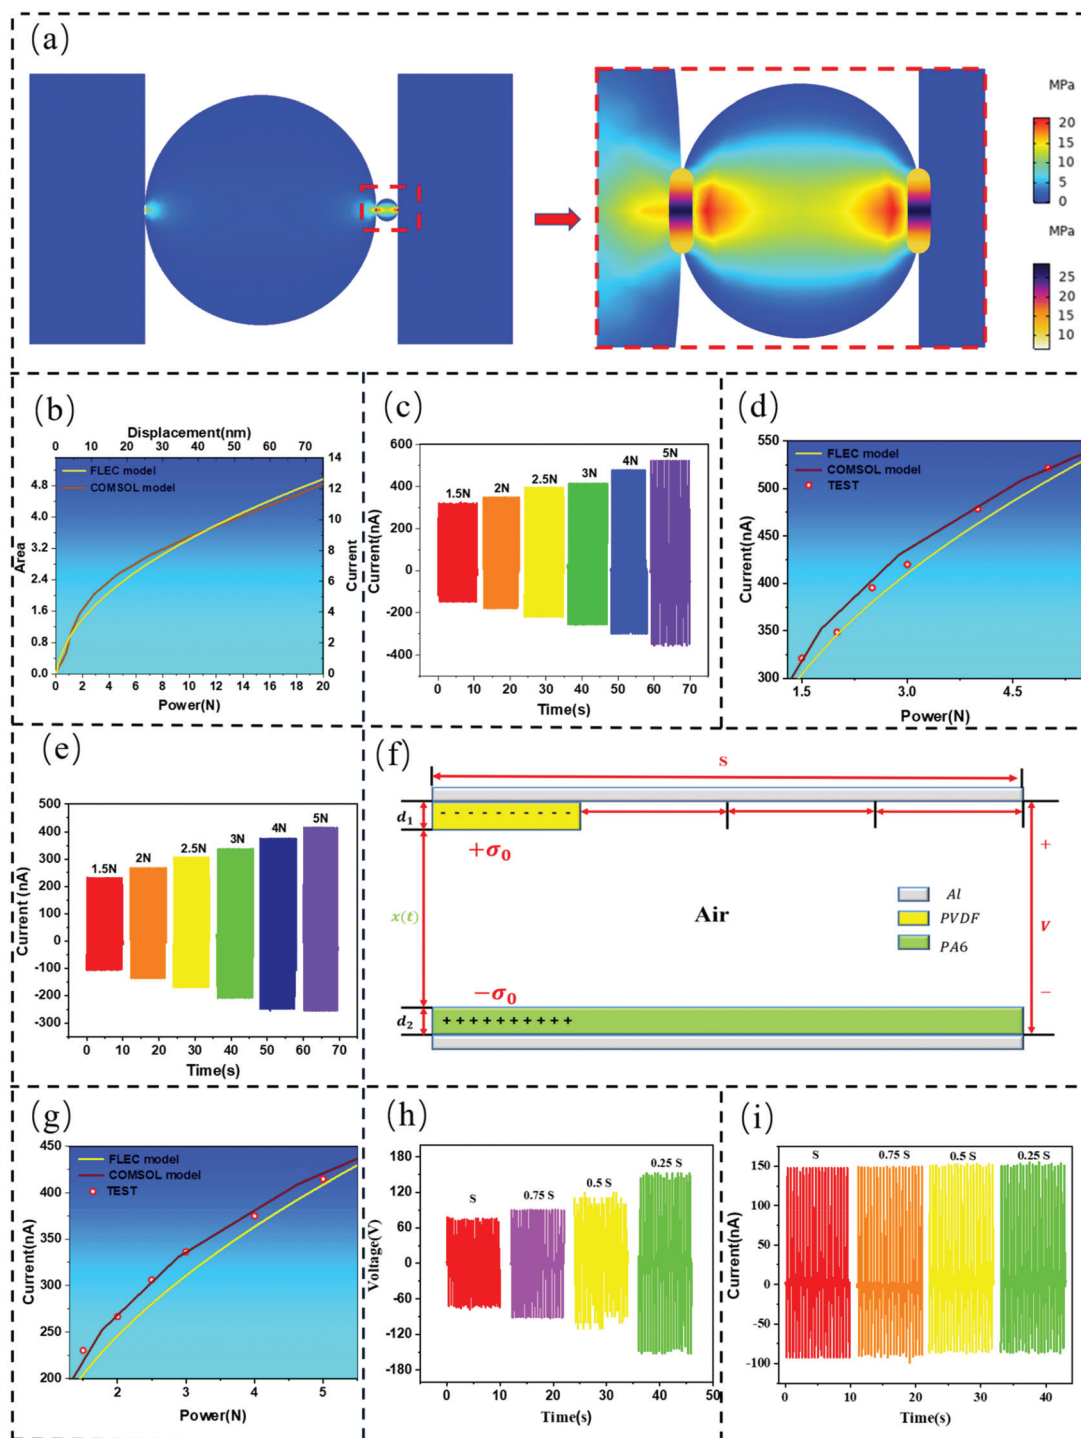 (a)
MPa
20
15
10
5
0
MPa
25
20
15
10
(b)
Displacement(nm)
0 10 20 30 40 50 60 70
FLEC model
COMSOL model
Area
4.8
4.0
3.2
2.4
1.6
0.8
0.0
14
12
10
8
6
4
2
0
Current
0 2 4 6 8 10 12 14 16 18 20
Power(N)
(c)
Current(nA)
600
400
200
0
-200
-400
1.5N 2N 2.5N 3N 4N 5N
0 10 20 30 40 50 60 70
Time(s)
(d)
FLEC model
COMSOL model
TEST
Current(nA)
550
500
450
400
350
300
1.5 3.0 4.5
Power(N)
(e)
Current (nA)
500
400
300
200
100
0
-100
-200
-300
1.5N 2N 2.5N 3N 4N 5N
0 10 20 30 40 50 60 70
Time(s)
(f)
s
d₁
- - - - - - - - - -
+σ₀
x(t)
Air
Al
PVDF
PA6
+
V
−
−σ₀
d₂
+ + + + + + + + + +
(g)
FLEC model
COMSOL model
TEST
Current(nA)
450
400
350
300
250
200
2 3 4 5
Power(N)
(h)
Voltage(V)
180
120
60
0
-60
-120
-180
S 0.75 S 0.5 S 0.25 S
0 10 20 30 40 50
Time(s)
(i)
Current(nA)
150
100
50
0
-50
-100
S 0.75 S 0.5 S 0.25 S
0 10 20 30 40
Time(s)